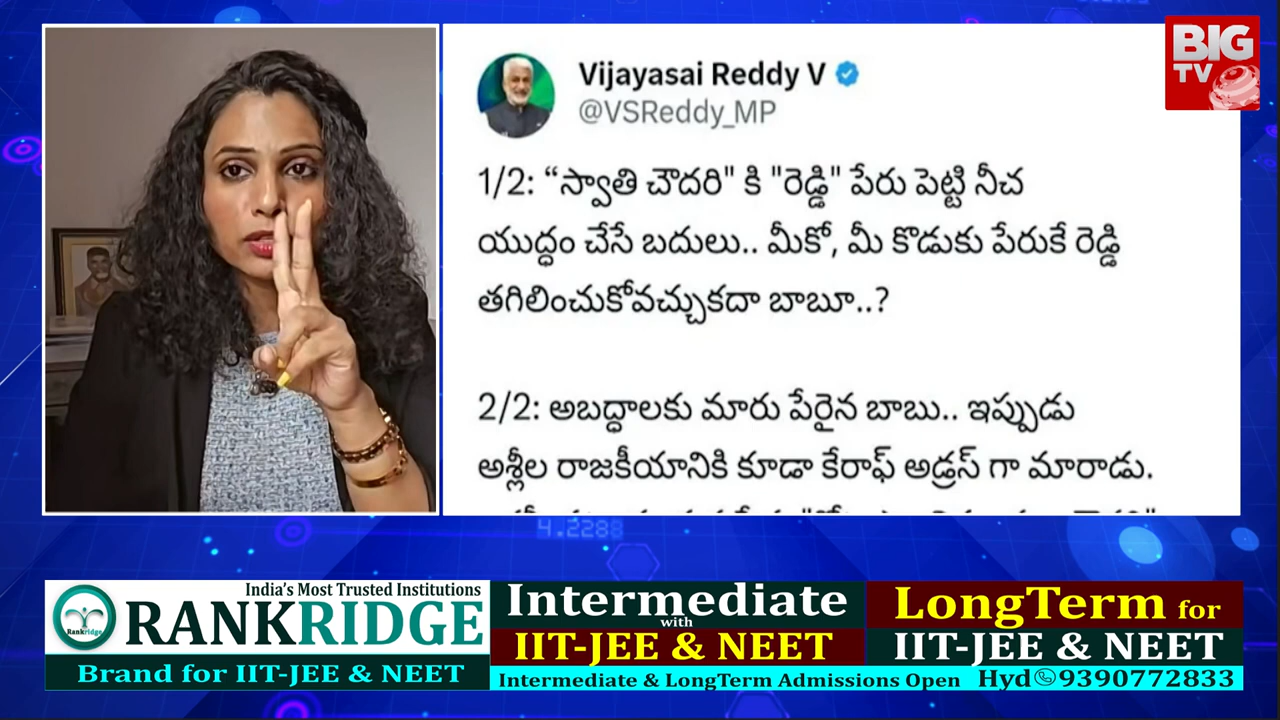 BIG
TV
Vijayasai Reddy V
@VSReddy_MP
1/2: “స్వాతి చౌదరి" కి "రెడ్డి" పేరు పెట్టి నీచ
యుద్ధం చేసే బదులు.. మీకో, మీ కొడుకు పేరుకే రెడ్డి
తగిలించుకోవచ్చుకదా బాబూ..?
2/2: అబద్ధాలకు మారు పేరైన బాబు.. ఇప్పుడు
అశ్లీల రాజకీయానికి కూడా కేరాఫ్ అడ్రస్ గా మారాడు.
4.2288
India's Most Trusted Institutions
Rankridge
RANKRIDGE
Brand for IIT-JEE & NEET
Intermediate
with
IIT-JEE & NEET
LongTerm for
IIT-JEE & NEET
Intermediate & LongTerm Admissions Open Hyd 9390772833